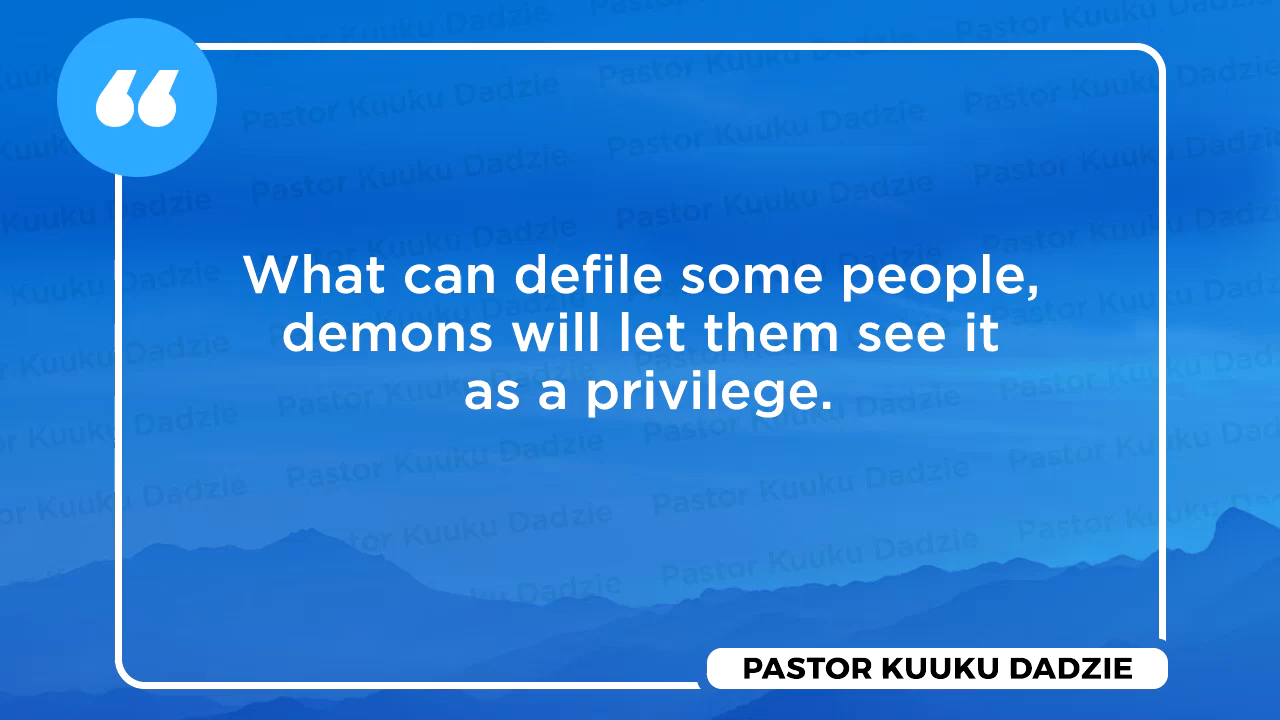 What can defile some people,
demons will let them see it
as a privilege.
PASTOR KUUKU DADZIE